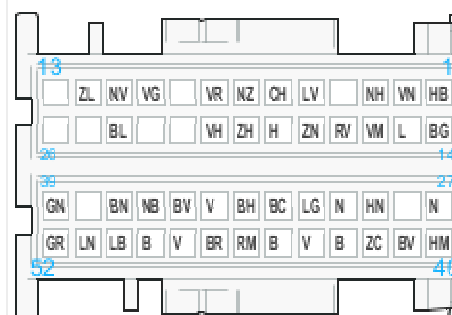 13 1
ZL NV VG VR NZ CH LV NH VN HB
BL VH ZH H ZN RV VM L BG
26 14
39 27
GN BN NB BV V BH BC LG N HN N
GR LN LB B V BR RM B V B ZC BV HM
52 40